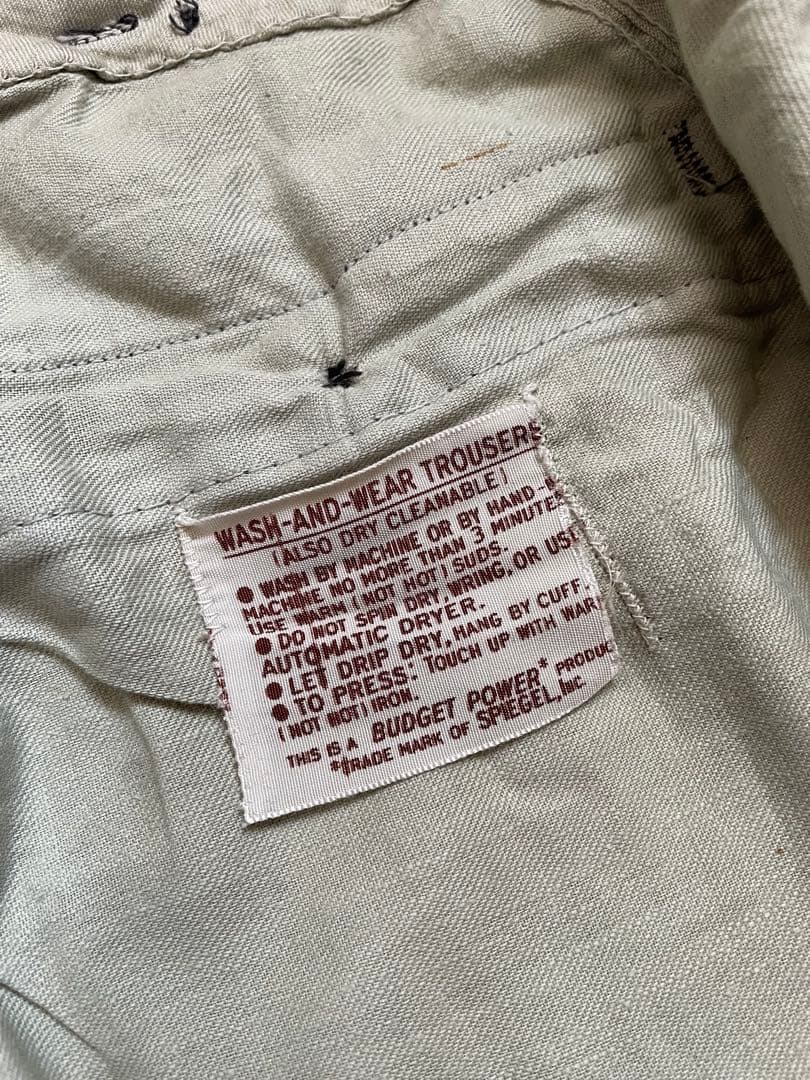 WASH-AND-WEAR TROUSERS
(ALSO DRY CLEANABLE)
● WASH BY MACHINE OR BY HAND.
MACHINE NO MORE THAN 3 MINUTES
USE WARM (NOT HOT) SUDS.
● DO NOT SPIN DRY, WRING, OR USE
AUTOMATIC DRYER.
● LET DRIP DRY, HANG BY CUFF.
● TO PRESS: TOUCH UP WITH WAR
(NOT HOT) IRON.
THIS IS A BUDGET POWER* PRODUC
*TRADE MARK OF SPIEGEL, INC